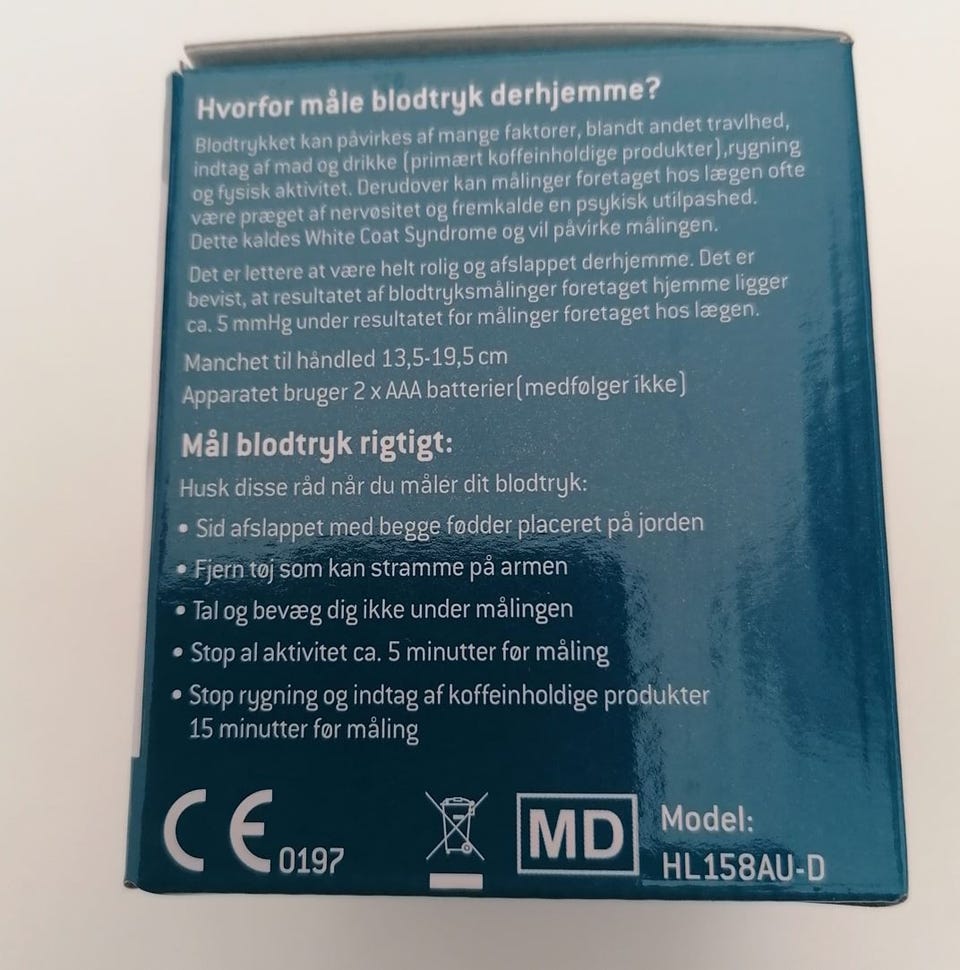 Hvorfor måle blodtryk derhjemme?
Blodtrykket kan påvirkes af mange faktorer, blandt andet travlhed,
indtag af mad og drikke (primært koffeinholdige produkter),rygning
og fysisk aktivitet. Derudover kan målinger foretaget hos lægen ofte
være præget af nervøsitet og fremkalde en psykisk utilpashed.
Dette kaldes White Coat Syndrome og vil påvirke målingen.
Det er lettere at være helt rolig og afslappet derhjemme. Det er
bevist, at resultatet af blodtryksmålinger foretaget hjemme ligger
ca. 5 mmHg under resultatet for målinger foretaget hos lægen.
Manchet til håndled 13,5-19,5 cm
Apparatet bruger 2 x AAA batterier(medfølger ikke)
Mål blodtryk rigtigt:
Husk disse råd når du måler dit blodtryk:
• Sid afslappet med begge fødder placeret på jorden
• Fjern tøj som kan stramme på armen
• Tal og bevæg dig ikke under målingen
• Stop al aktivitet ca. 5 minutter før måling
• Stop rygning og indtag af koffeinholdige produkter
15 minutter før måling
CE 0197
MD
Model:
HL158AU-D